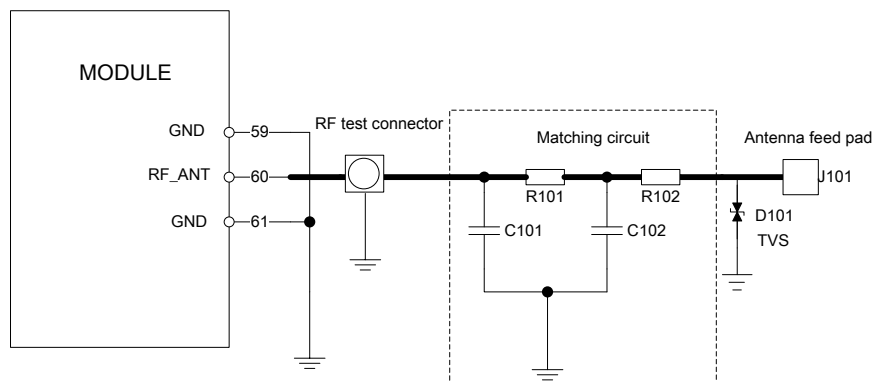 MODULE
GND
59
RF_ANT
60
GND
61
RF test connector
Matching circuit
Antenna feed pad
R101
R102
J101
C101
C102
D101
TVS